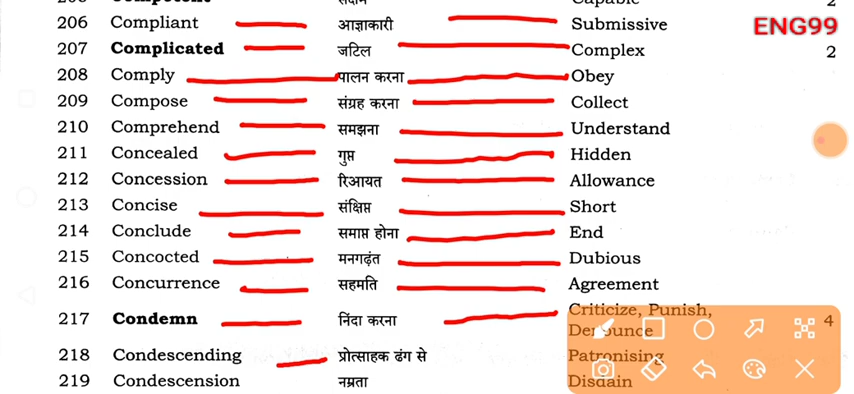 206 Compliant आज्ञाकारी Submissive
ENG99
207 Complicated जटिल Complex 2
208 Comply पालन करना Obey
209 Compose संग्रह करना Collect
210 Comprehend समझना Understand
211 Concealed गुप्त Hidden
212 Concession रिआयत Allowance
213 Concise संक्षिप्त Short
214 Conclude समाप्त होना End
215 Concocted मनगढ़ंत Dubious
216 Concurrence सहमति Agreement
217 Condemn निंदा करना Criticize, Punish, Denounce 4
218 Condescending प्रोत्साहक ढंग से Patronising
219 Condescension नम्रता Disdain